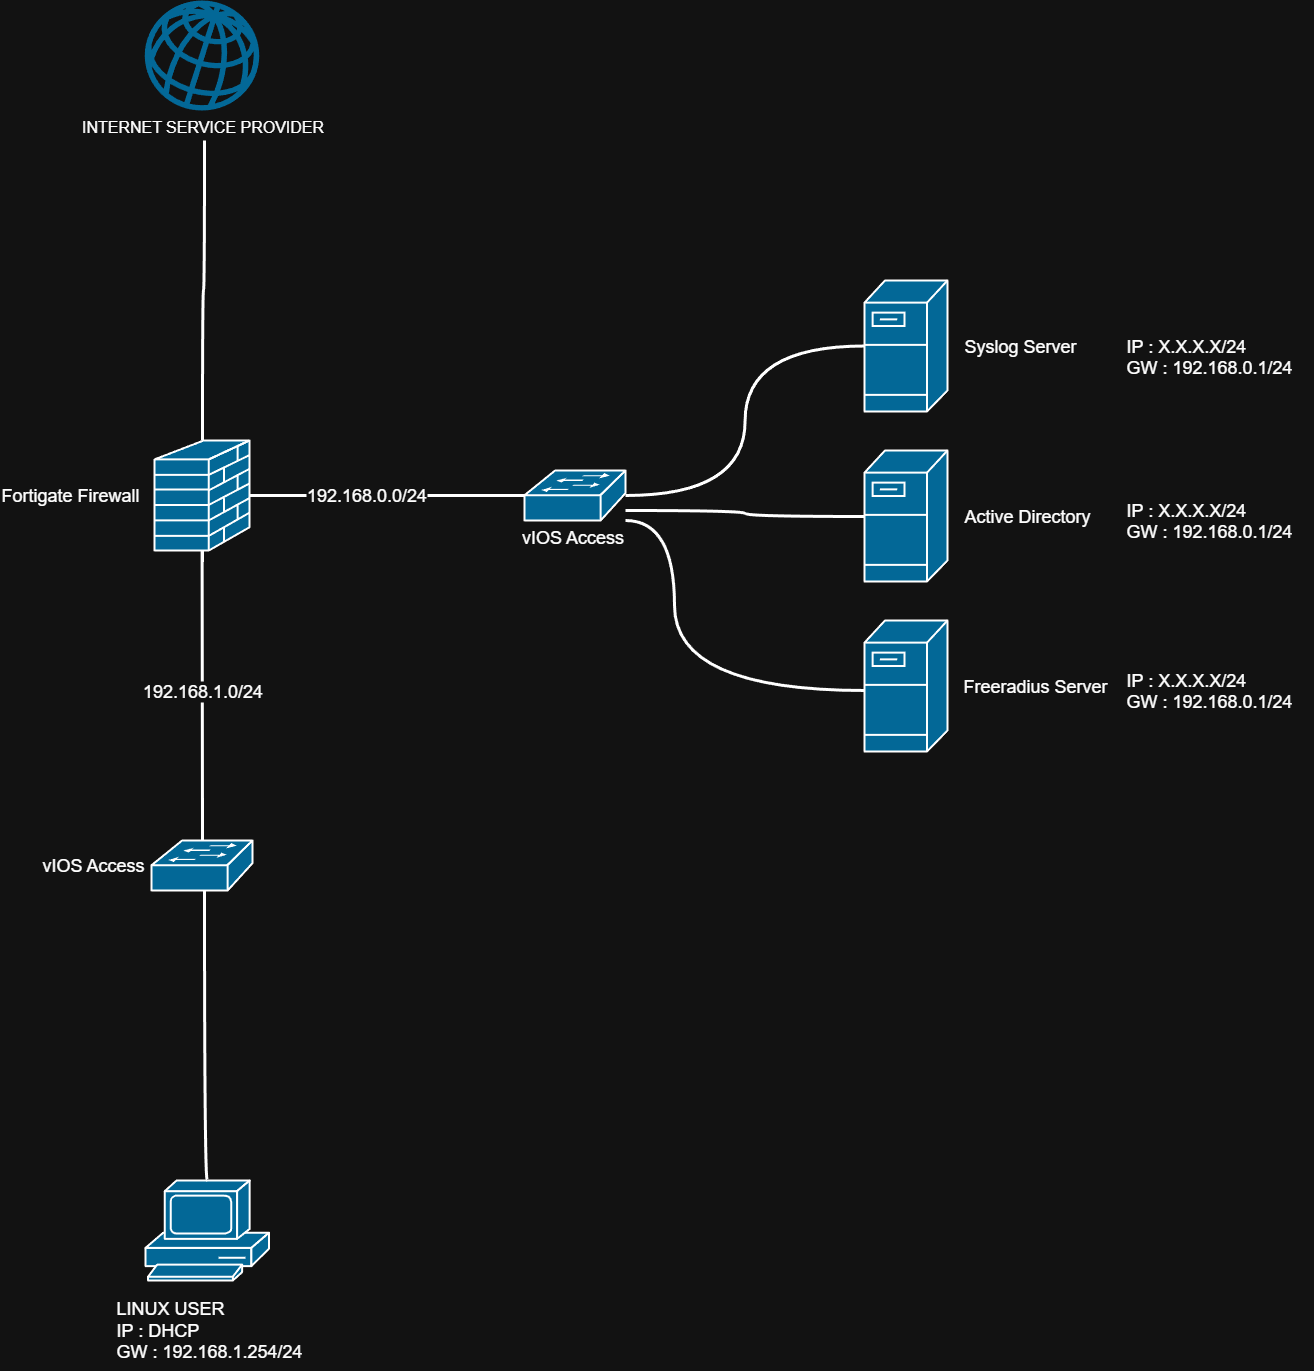 INTERNET SERVICE PROVIDER
Syslog Server
IP : X.X.X.X/24
GW : 192.168.0.1/24
Fortigate Firewall
192.168.0.0/24
vIOS Access
Active Directory
IP : X.X.X.X/24
GW : 192.168.0.1/24
Freeradius Server
IP : X.X.X.X/24
GW : 192.168.0.1/24
192.168.1.0/24
vIOS Access
LINUX USER
IP : DHCP
GW : 192.168.1.254/24